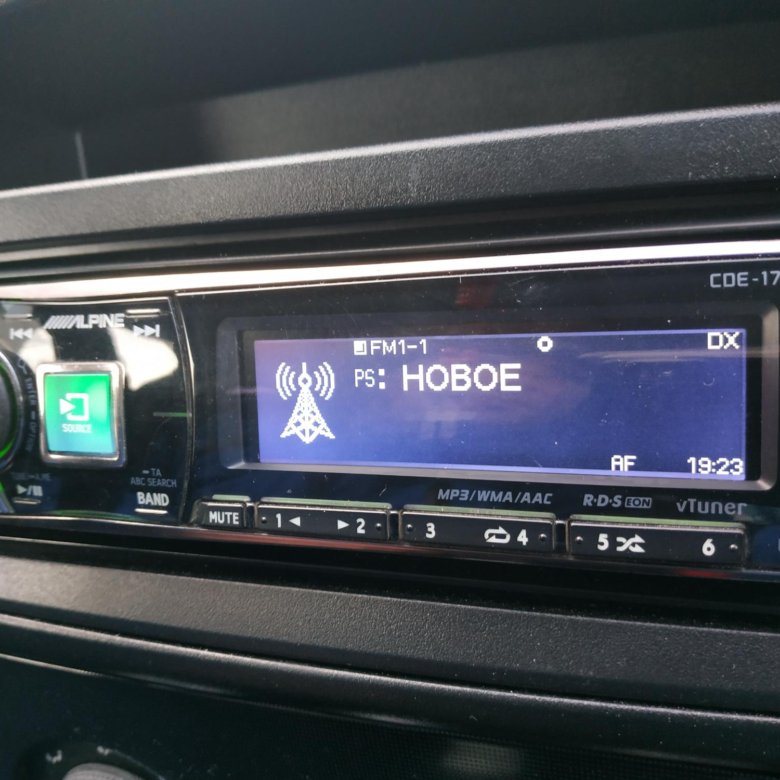 CDE-17
ALPINE
FM1-1 DX
PS: HOBOE
AF 19:23
SOURCE
TA
ABC SEARCH
BAND
MP3/WMA/AAC R·D·S EON vTuner
MUTE 1 2 3 4 5 6